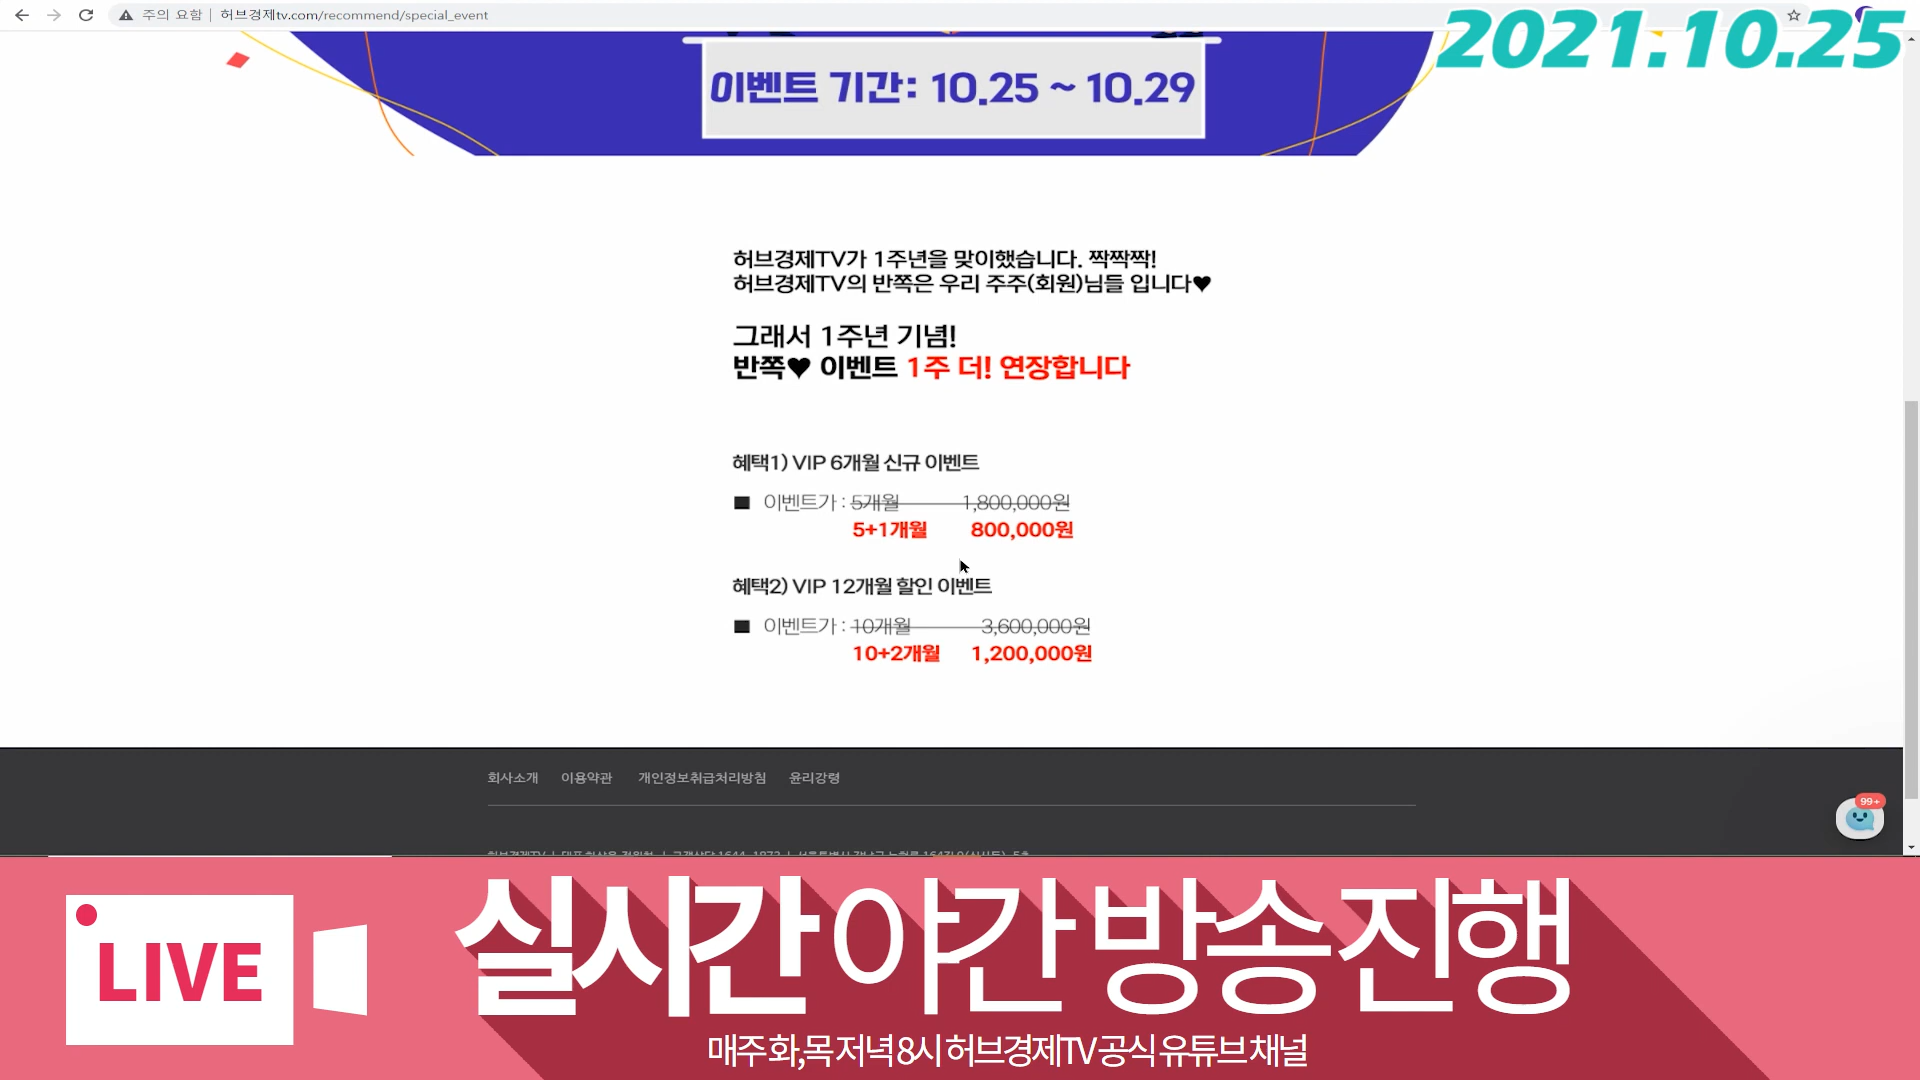 주의 요함 | 허브경제tv.com/recommend/special_event
2021.10.25
이벤트 기간: 10.25 ~ 10.29
허브경제TV가 1주년을 맞이했습니다. 짝짝짝!
허브경제TV의 반쪽은 우리 주주(회원)님들 입니다♥
그래서 1주년 기념!
반쪽♥ 이벤트 1주 더! 연장합니다
혜택1) VIP 6개월 신규 이벤트
■ 이벤트가 : 5개월 1,800,000원
5+1개월 800,000원
혜택2) VIP 12개월 할인 이벤트
■ 이벤트가 : 10개월 3,600,000원
10+2개월 1,200,000원
회사소개 이용약관 개인정보취급처리방침 윤리강령
99+
LIVE
실시간 야간 방송 진행
매주 화,목 저녁 8시 허브경제TV 공식 유튜브 채널